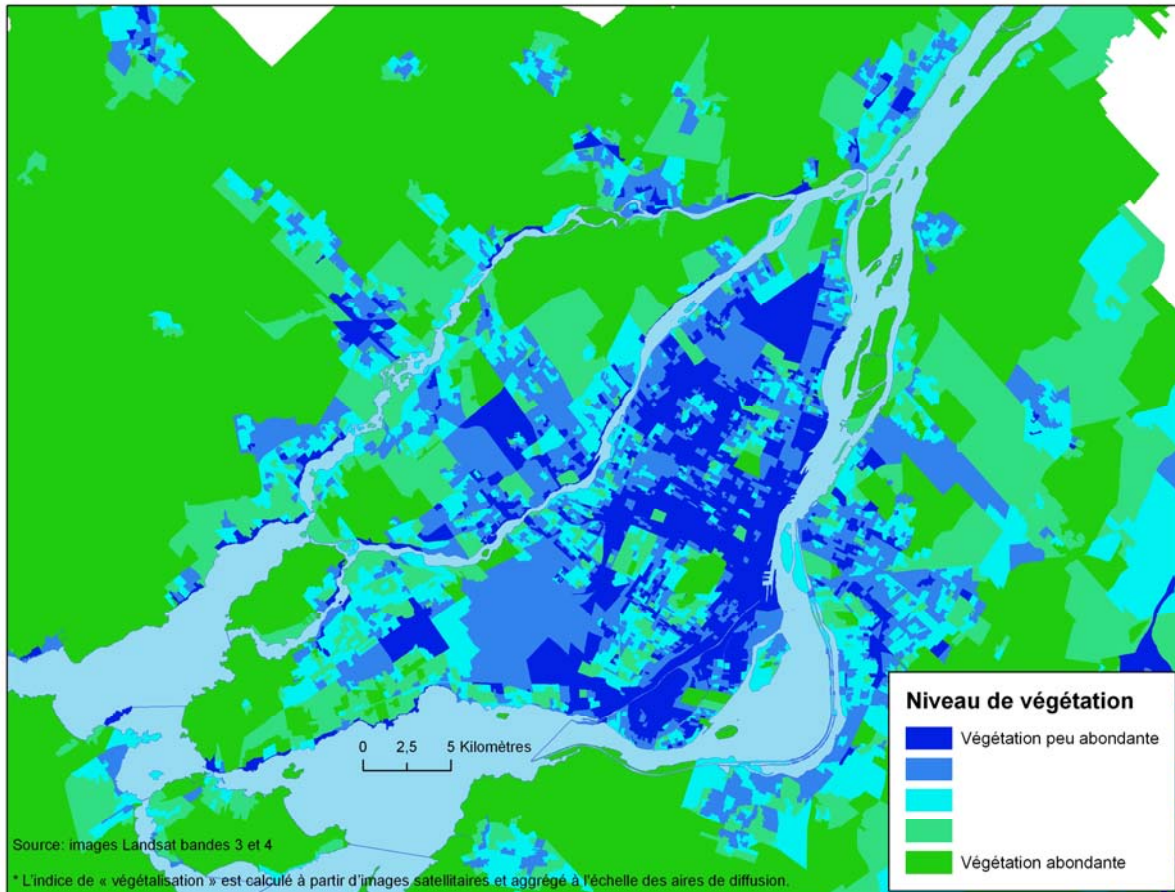 0 2,5 5 Kilomètres
Niveau de végétation
Végétation peu abondante
Végétation abondante
Source: images Landsat bandes 3 et 4
* L'indice de « végétalisation » est calculé à partir d'images satellitaires et aggrégé à l'échelle des aires de diffusion.